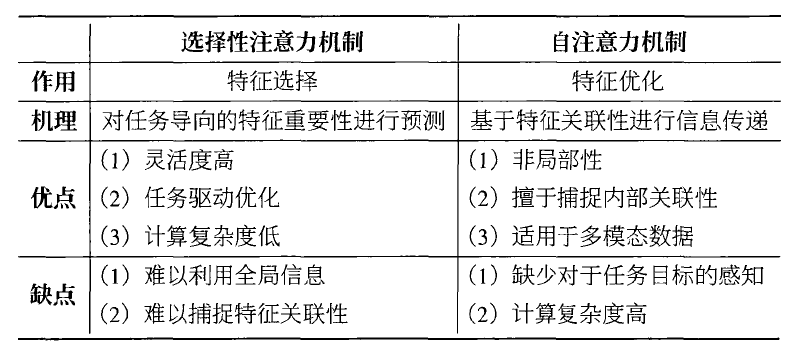 选择性注意力机制 自注意力机制
作用 特征选择 特征优化
机理 对任务导向的特征重要性进行预测 基于特征关联性进行信息传递
(1) 灵活度高 (1) 非局部性
优点 (2) 任务驱动优化 (2) 擅于捕捉内部关联性
(3) 计算复杂度低 (3) 适用于多模态数据
缺点 (1) 难以利用全局信息 (1) 缺少对于任务目标的感知
(2) 难以捕捉特征关联性 (2) 计算复杂度高